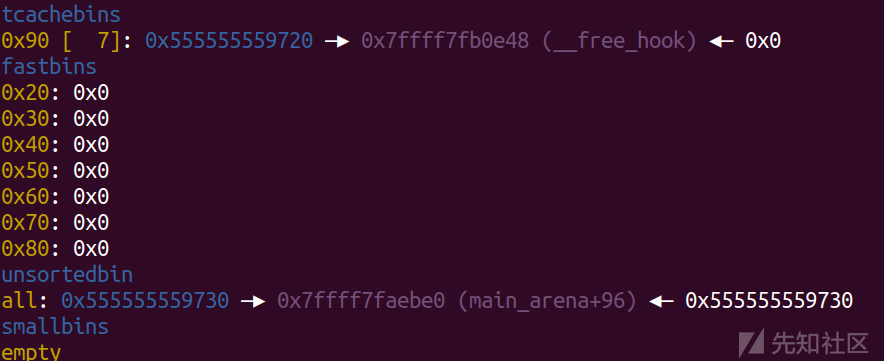 tcachebins
0x90 [  7]: 0x555555559720 —▸ 0x7ffff7fb0e48 (__free_hook) ◂— 0x0
fastbins
0x20: 0x0
0x30: 0x0
0x40: 0x0
0x50: 0x0
0x60: 0x0
0x70: 0x0
0x80: 0x0
unsortedbin
all: 0x555555559730 —▸ 0x7ffff7faebe0 (main_arena+96) ◂— 0x555555559730
smallbins
empty
先知社区